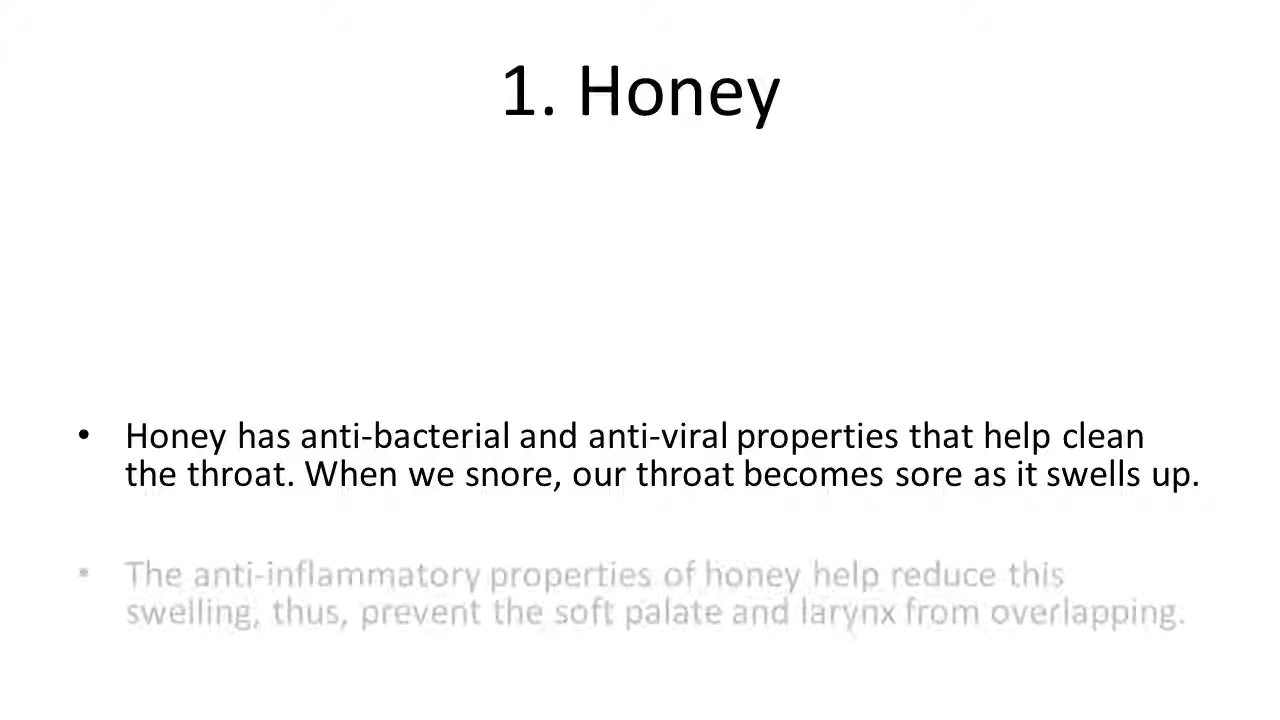 1. Honey
• Honey has anti-bacterial and anti-viral properties that help clean
the throat. When we snore, our throat becomes sore as it swells up.
• The anti-inflammatory properties of honey help reduce this
swelling, thus, prevent the soft palate and larynx from overlapping.